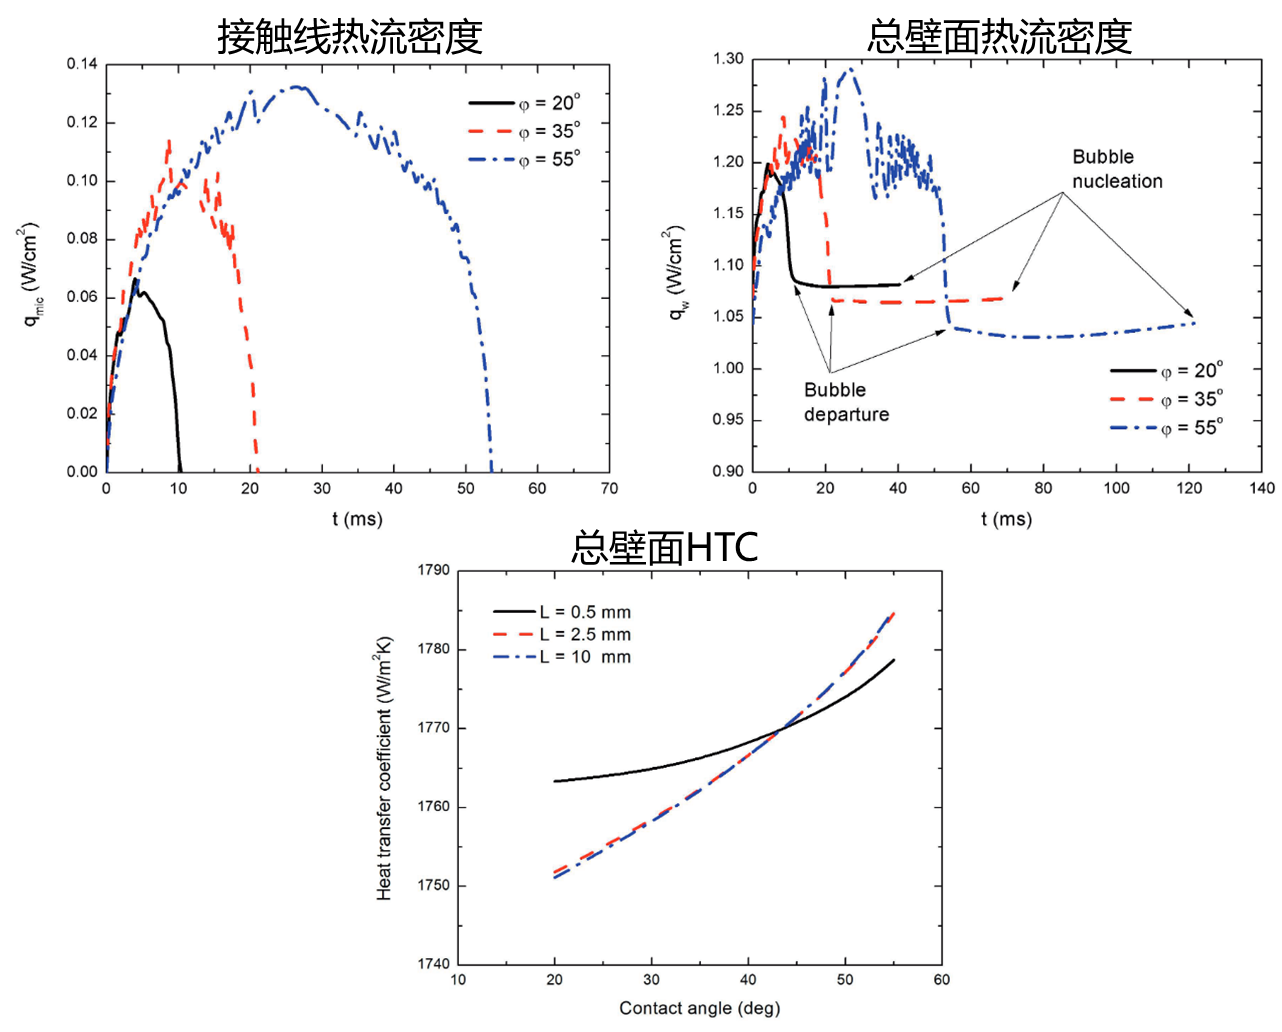 接触线热流密度
0.14
0.12
0.10
0.08
0.06
0.04
0.02
0.00
q_mic (W/cm²)
φ = 20°
φ = 35°
φ = 55°
0 10 20 30 40 50 60 70
t (ms)
总壁面热流密度
1.30
1.25
1.20
1.15
1.10
1.05
1.00
0.95
0.90
q_w (W/cm²)
Bubble
nucleation
Bubble
departure
φ = 20°
φ = 35°
φ = 55°
0 20 40 60 80 100 120 140
t (ms)
总壁面HTC
1790
1780
1770
1760
1750
1740
Heat transfer coefficient (W/m²K)
L = 0.5 mm
L = 2.5 mm
L = 10 mm
10 20 30 40 50 60
Contact angle (deg)